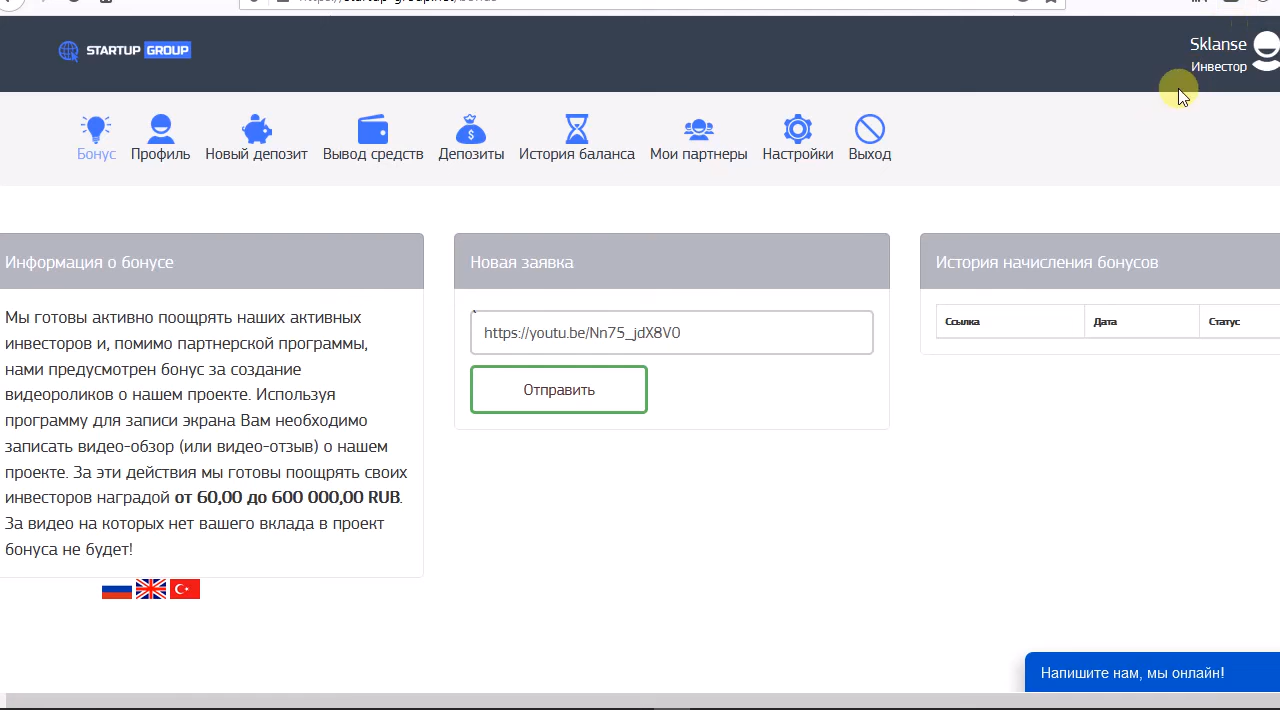 STARTUP GROUP
Sklanse
Инвестор
Бонус
Профиль
Новый депозит
Вывод средств
Депозиты
История баланса
Мои партнеры
Настройки
Выход
Информация о бонусе
Мы готовы активно поощрять наших активных
инвесторов и, помимо партнерской программы,
нами предусмотрен бонус за создание
видеороликов о нашем проекте. Используя
программу для записи экрана Вам необходимо
записать видео-обзор (или видео-отзыв) о нашем
проекте. За эти действия мы готовы поощрять своих
инвесторов наградой от 60,00 до 600 000,00 RUB.
За видео на которых нет вашего вклада в проект
бонуса не будет!
Новая заявка
`
https://youtu.be/Nn75_jdX8V0
Отправить
История начисления бонусов
Ссылка
Дата
Статус
Напишите нам, мы онлайн!